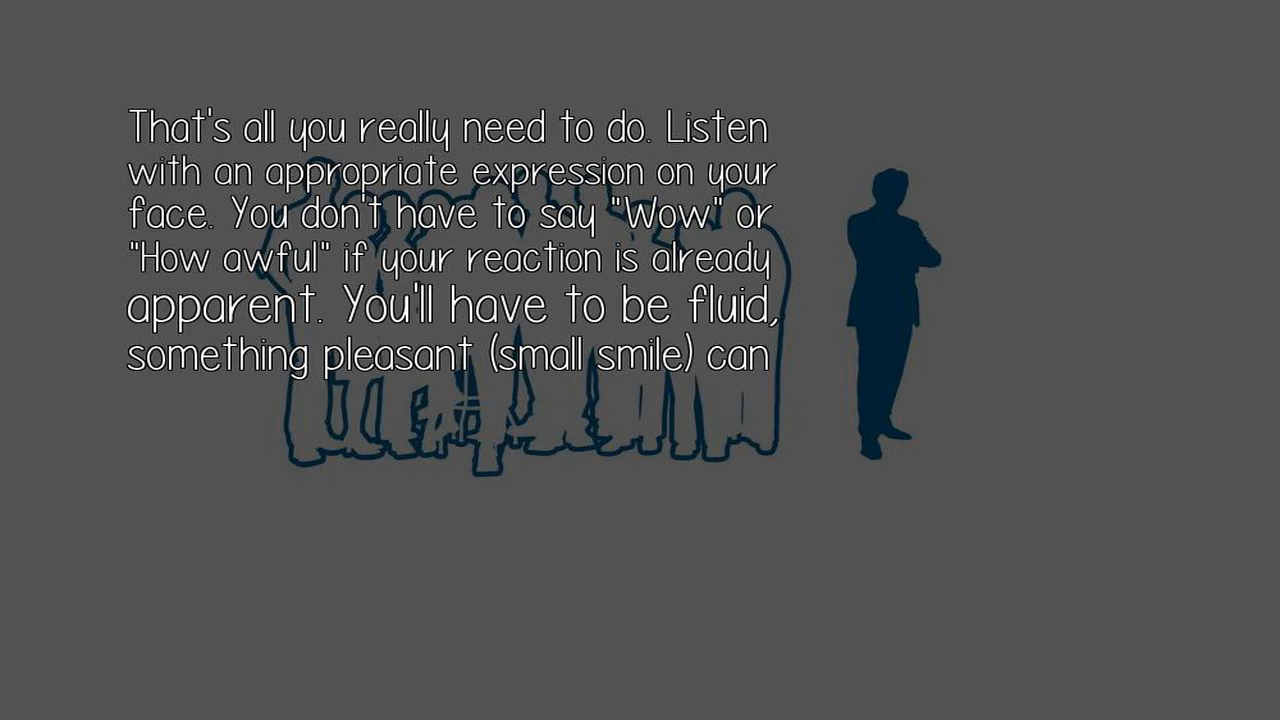 That's all you really need to do. Listen
with an appropriate expression on your
face. You don't have to say "Wow" or
"How awful" if your reaction is already
apparent. You'll have to be fluid,
something pleasant (small smile) can